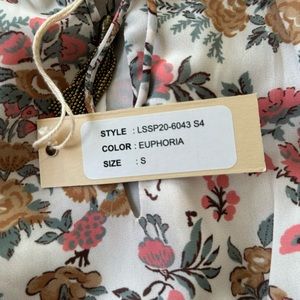 STYLE : LSSP20-6043 S4
COLOR : EUPHORIA
SIZE : S